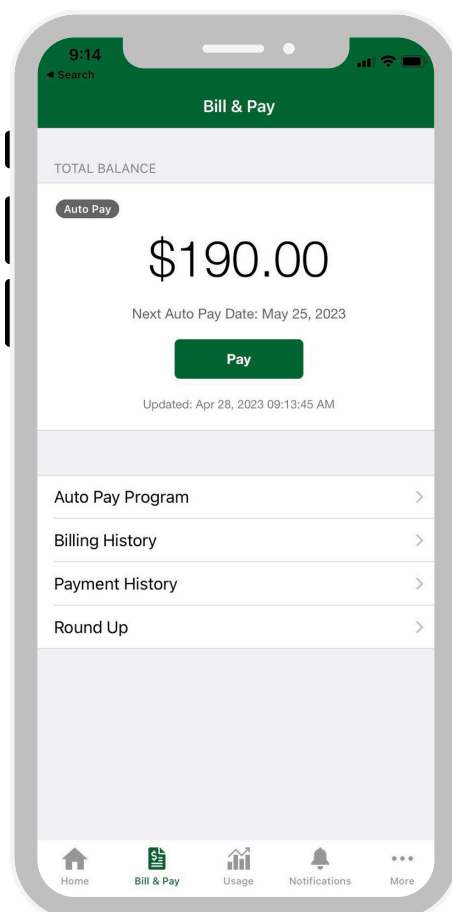 9:14
◀ Search
Bill & Pay
TOTAL BALANCE
Auto Pay
$190.00
Next Auto Pay Date: May 25, 2023
Pay
Updated: Apr 28, 2023 09:13:45 AM
Auto Pay Program
Billing History
Payment History
Round Up
Home Bill & Pay Usage Notifications More